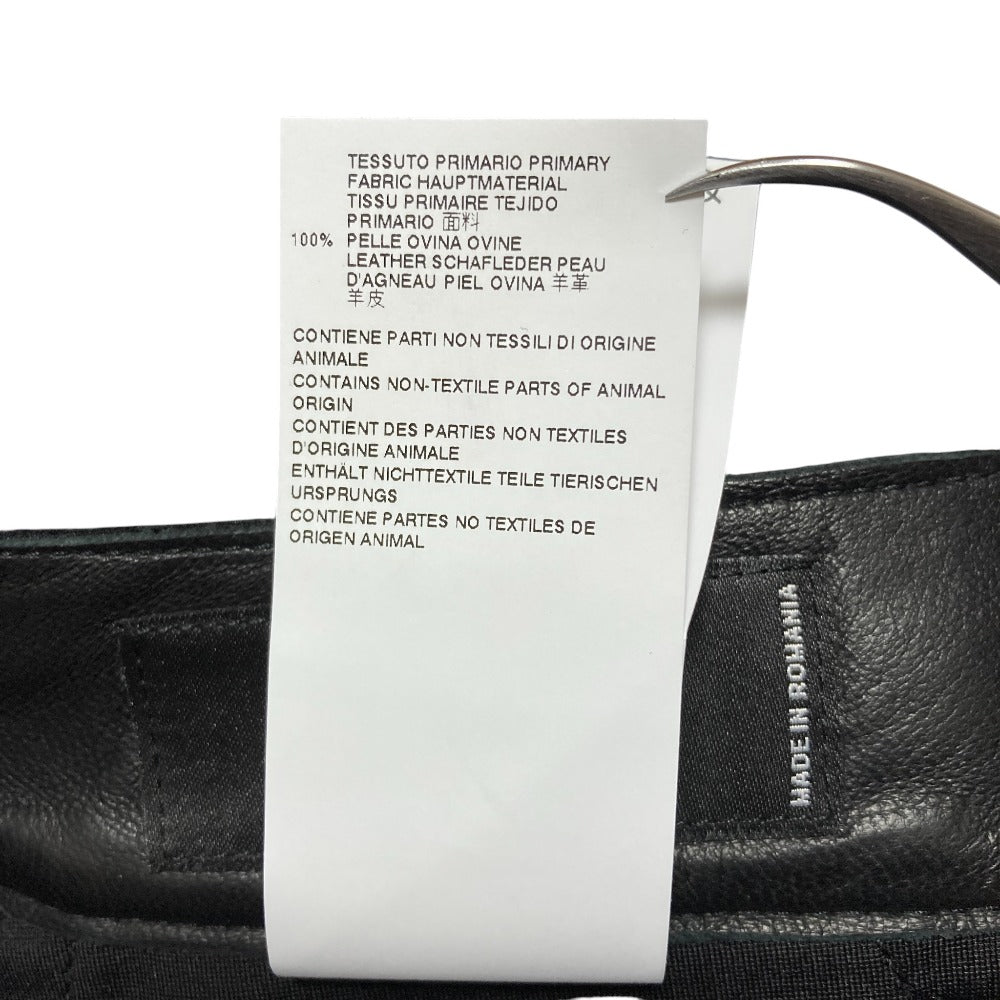 TESSUTO PRIMARIO PRIMARY
FABRIC HAUPTMATERIAL
TISSU PRIMAIRE TEJIDO
PRIMARIO 面料
100% PELLE OVINA OVINE
LEATHER SCHAFLEDER PEAU
D'AGNEAU PIEL OVINA 羊革
羊皮
CONTIENE PARTI NON TESSILI DI ORIGINE
ANIMALE
CONTAINS NON-TEXTILE PARTS OF ANIMAL
ORIGIN
CONTIENT DES PARTIES NON TEXTILES
D'ORIGINE ANIMALE
ENTHÄLT NICHTTEXTILE TEILE TIERISCHEN
URSPRUNGS
CONTIENE PARTES NO TEXTILES DE
ORIGEN ANIMAL
MADE IN ROMANIA